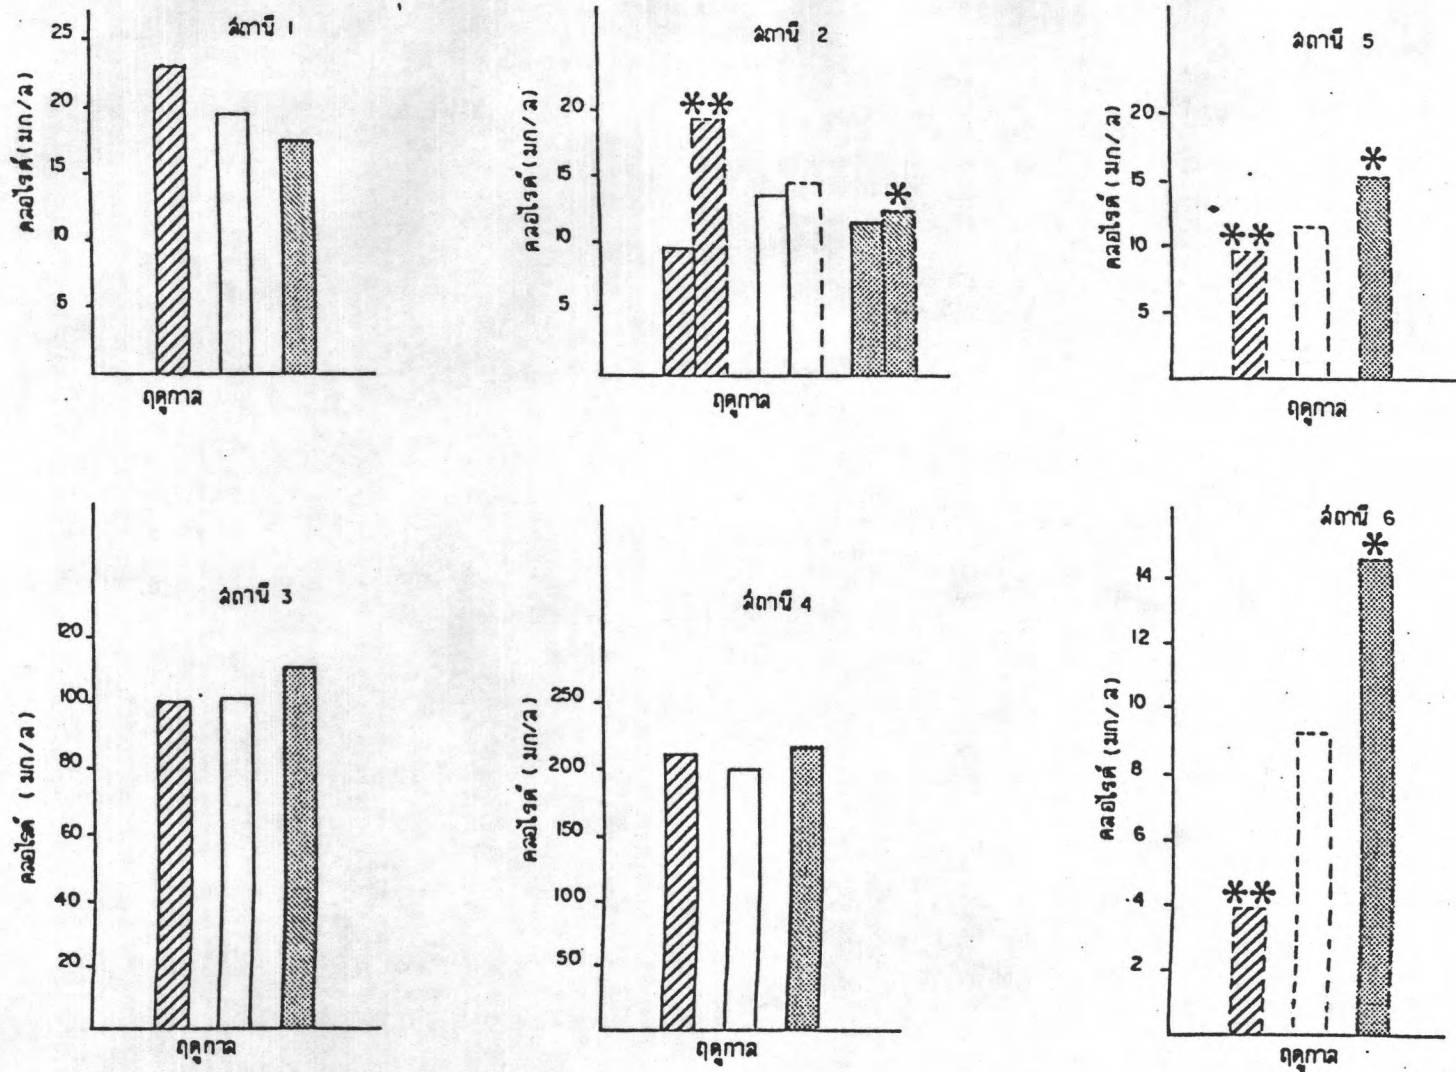 สถานี 1
คลอไรด์ (มก/ล)
25
20
15
10
5
ฤดูกาล
สถานี 2
คลอไรด์ (มก/ล)
20
15
10
5
**
*
ฤดูกาล
สถานี 5
คลอไรด์ (มก/ล)
20
15
10
5
**
*
ฤดูกาล
สถานี 3
คลอไรด์ (มก/ล)
120
100
80
60
40
20
ฤดูกาล
สถานี 4
คลอไรด์ (มก/ล)
250
200
150
100
50
ฤดูกาล
สถานี 6
คลอไรด์ (มก/ล)
14
12
10
8
6
4
2
**
*
ฤดูกาล